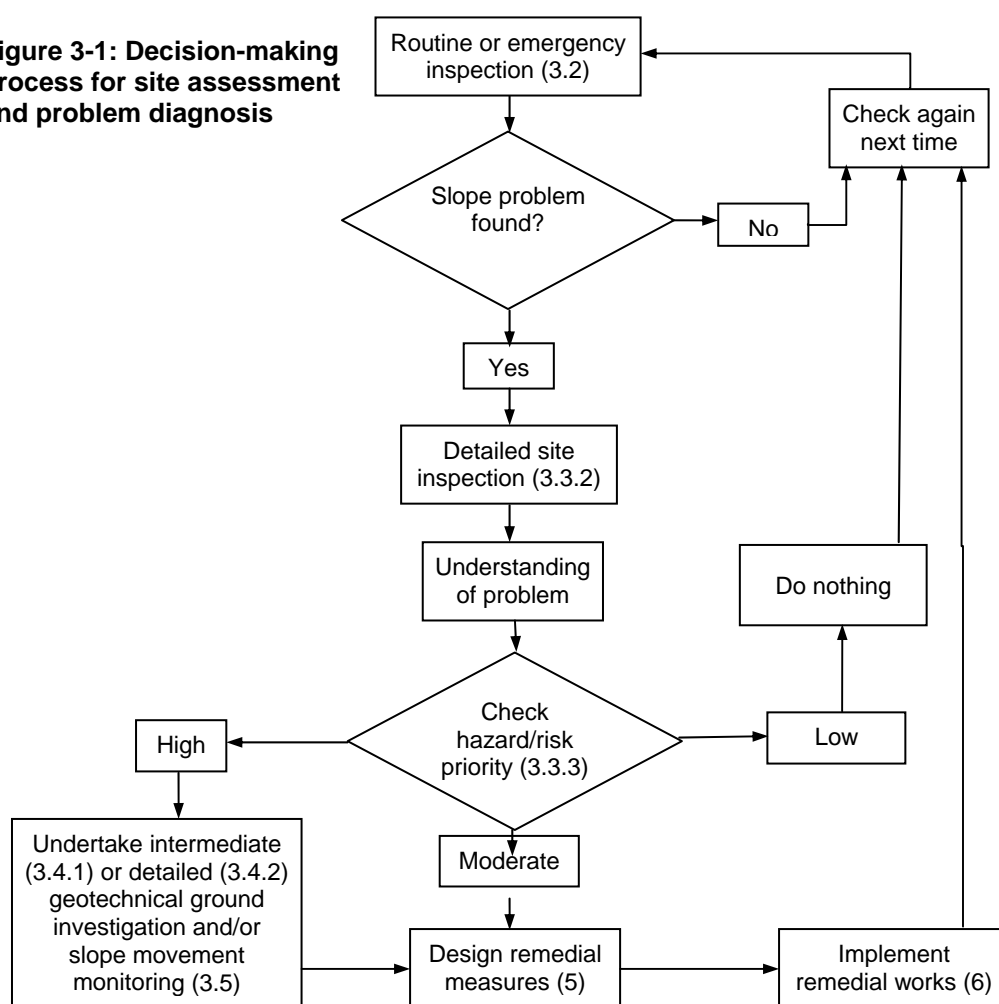 igure 3-1: Decision-making
rocess for site assessment
nd problem diagnosis
Routine or emergency
inspection (3.2)
Check again
next time
Slope problem
found?
No
Yes
Detailed site
inspection (3.3.2)
Understanding
of problem
Do nothing
Check
hazard/risk
priority (3.3.3)
High
Low
Moderate
Undertake intermediate
(3.4.1) or detailed (3.4.2)
geotechnical ground
investigation and/or
slope movement
monitoring (3.5)
Design remedial
measures (5)
Implement
remedial works (6)